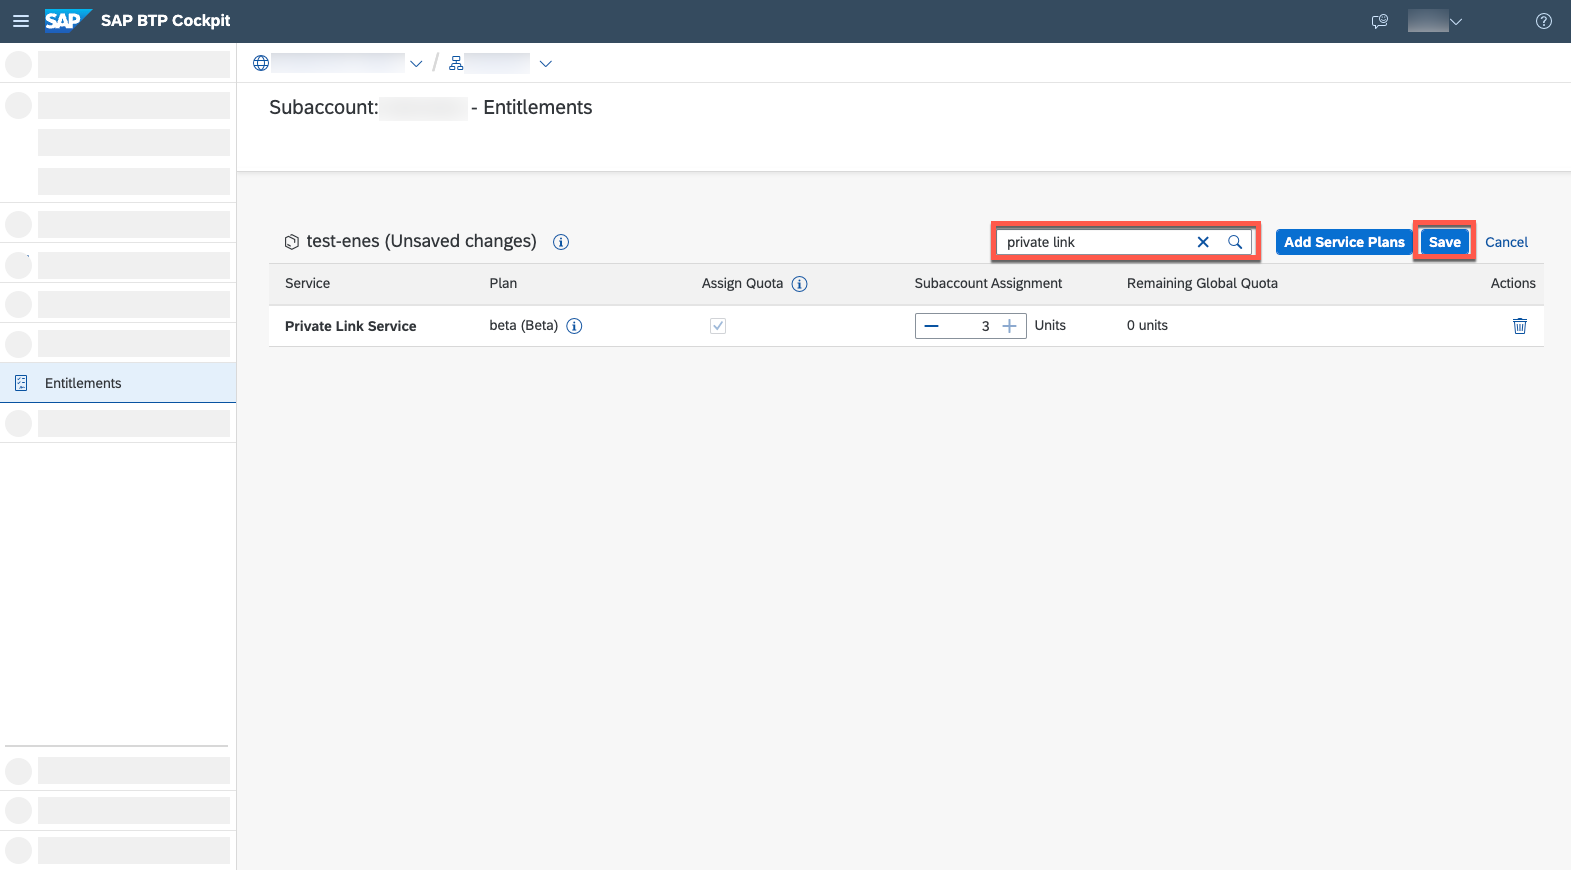 SAP SAP BTP Cockpit
/
Subaccount: - Entitlements
test-enes (Unsaved changes) private link Add Service Plans Save Cancel
Service Plan Assign Quota Subaccount Assignment Remaining Global Quota Actions
Private Link Service beta (Beta) 3 Units 0 units
Entitlements